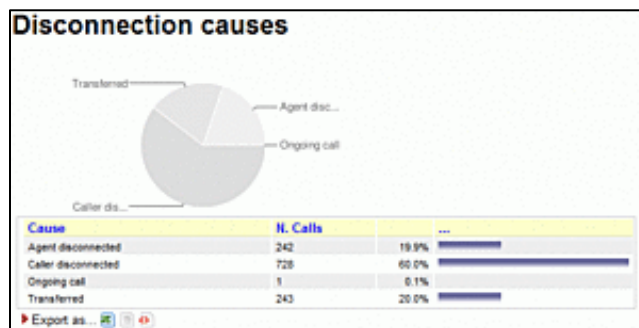 Disconnection causes
Transferred
Agent disc...
Ongoing call
Caller dis...
Cause N. Calls ...
Agent disconnected 242 19.9%
Caller disconnected 728 60.0%
Ongoing call 1 0.1%
Transferred 243 20.0%
Export as...